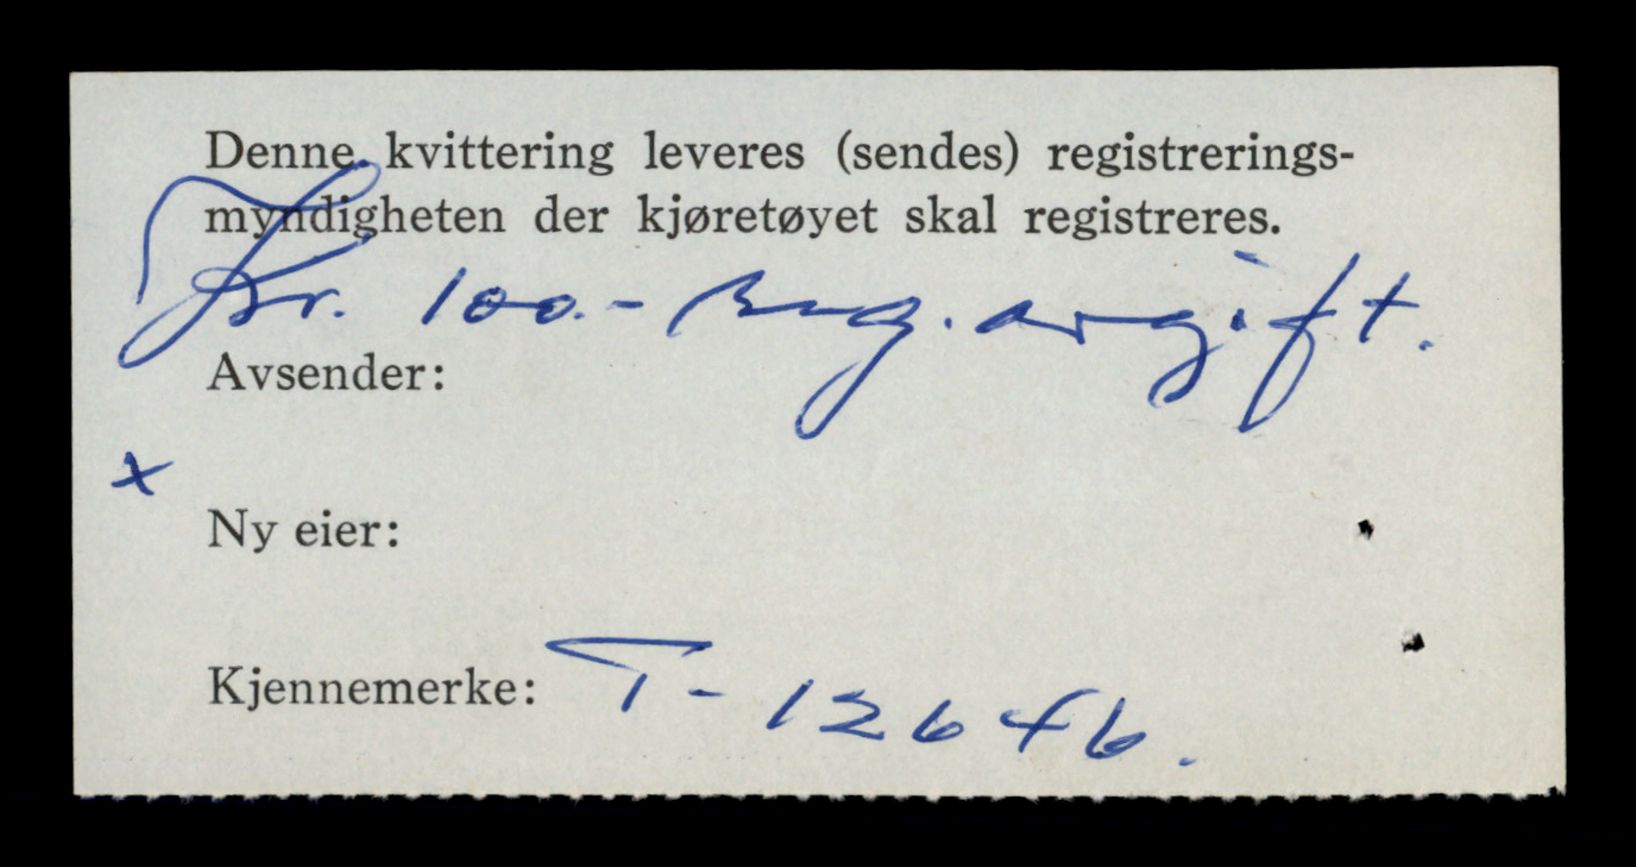 Denne kvittering leveres (sendes) registrerings-
myndigheten der kjøretøyet skal registreres.
Kr. 100.- Reg. avgift.
Avsender:
x
Ny eier:
Kjennemerke: T-12646.